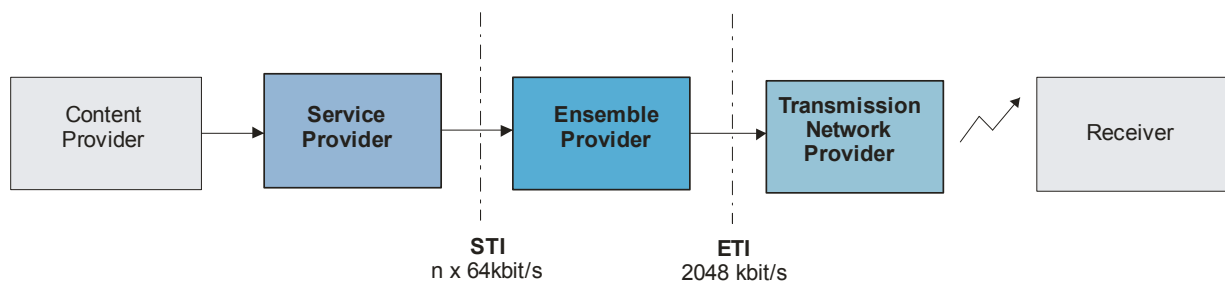 Content
Provider
Service
Provider
Ensemble
Provider
Transmission
Network
Provider
Receiver
STI
n x 64kbit/s
ETI
2048 kbit/s